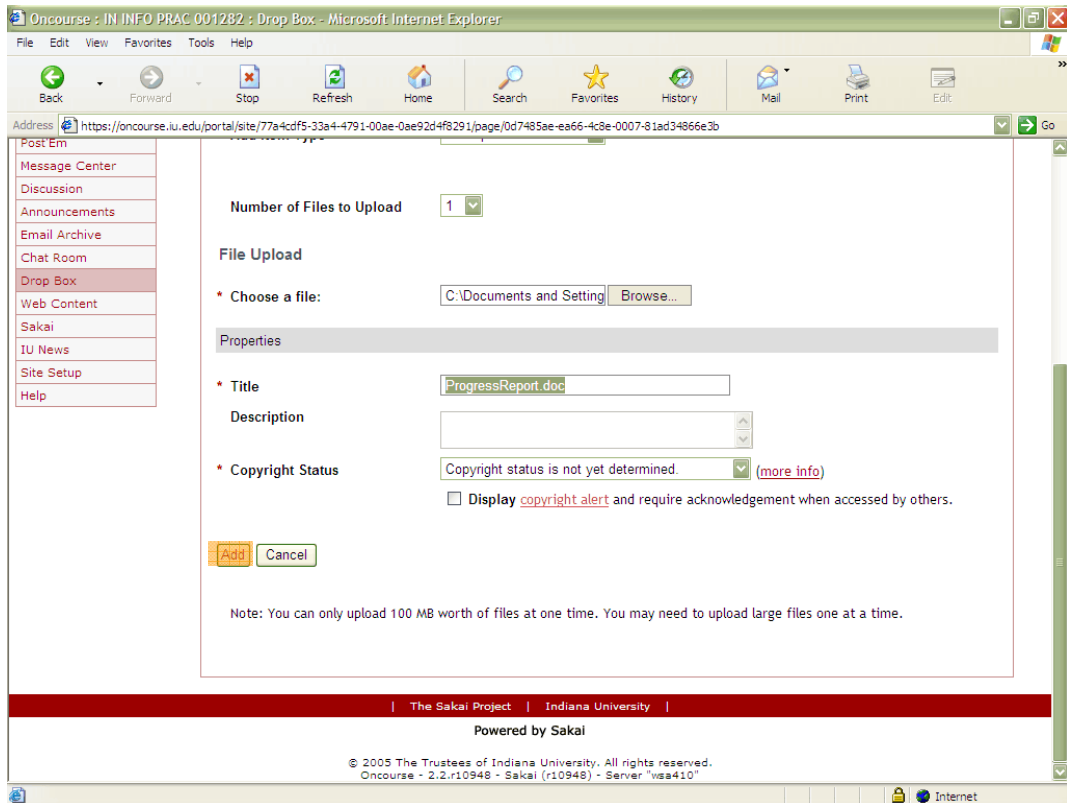 Oncourse : IN INFO PRAC 001282 : Drop Box - Microsoft Internet Explorer
File Edit View Favorites Tools Help
Back Forward Stop Refresh Home Search Favorites History Mail Print Edit
Address https://oncourse.iu.edu/portal/site/77a4cdf5-33a4-4791-00ae-0ae92d4f8291/page/0d7485ae-ea66-4c8e-0007-81ad34866e3b Go
Post'Em
Message Center
Discussion
Announcements
Email Archive
Chat Room
Drop Box
Web Content
Sakai
IU News
Site Setup
Help
Number of Files to Upload 1
File Upload
* Choose a file: C:\Documents and Setting Browse...
Properties
* Title ProgressReport.doc
Description
* Copyright Status Copyright status is not yet determined. (more info)
Display copyright alert and require acknowledgement when accessed by others.
Add Cancel
Note: You can only upload 100 MB worth of files at one time. You may need to upload large files one at a time.
| The Sakai Project | Indiana University |
Powered by Sakai
© 2005 The Trustees of Indiana University. All rights reserved.
Oncourse - 2.2.r10948 - Sakai (r10948) - Server "wsa410"
Internet